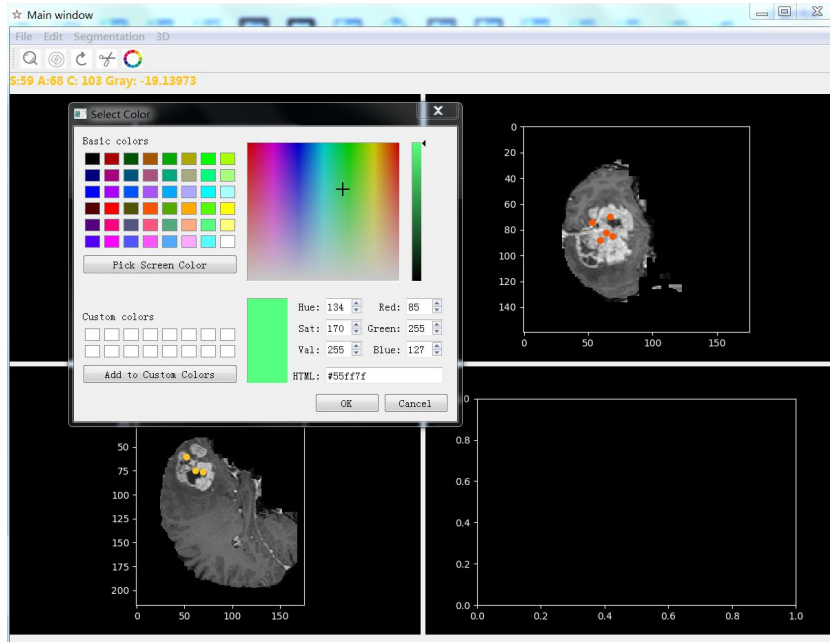 Main window
File Edit Segmentation 3D
S:59 A:68 C: 103 Gray: -19.13973
Select Color
Basic colors
Pick Screen Color
Custom colors
Add to Custom Colors
Hue: 134 Red: 85
Sat: 170 Green: 255
Val: 255 Blue: 127
HTML: #55ff7f
OK Cancel
0
20
40
60
80
100
120
140
0 50 100 150
50
75
100
125
150
175
200
0 50 100 150
1.0
0.8
0.6
0.4
0.2
0.0
0.0 0.2 0.4 0.6 0.8 1.0